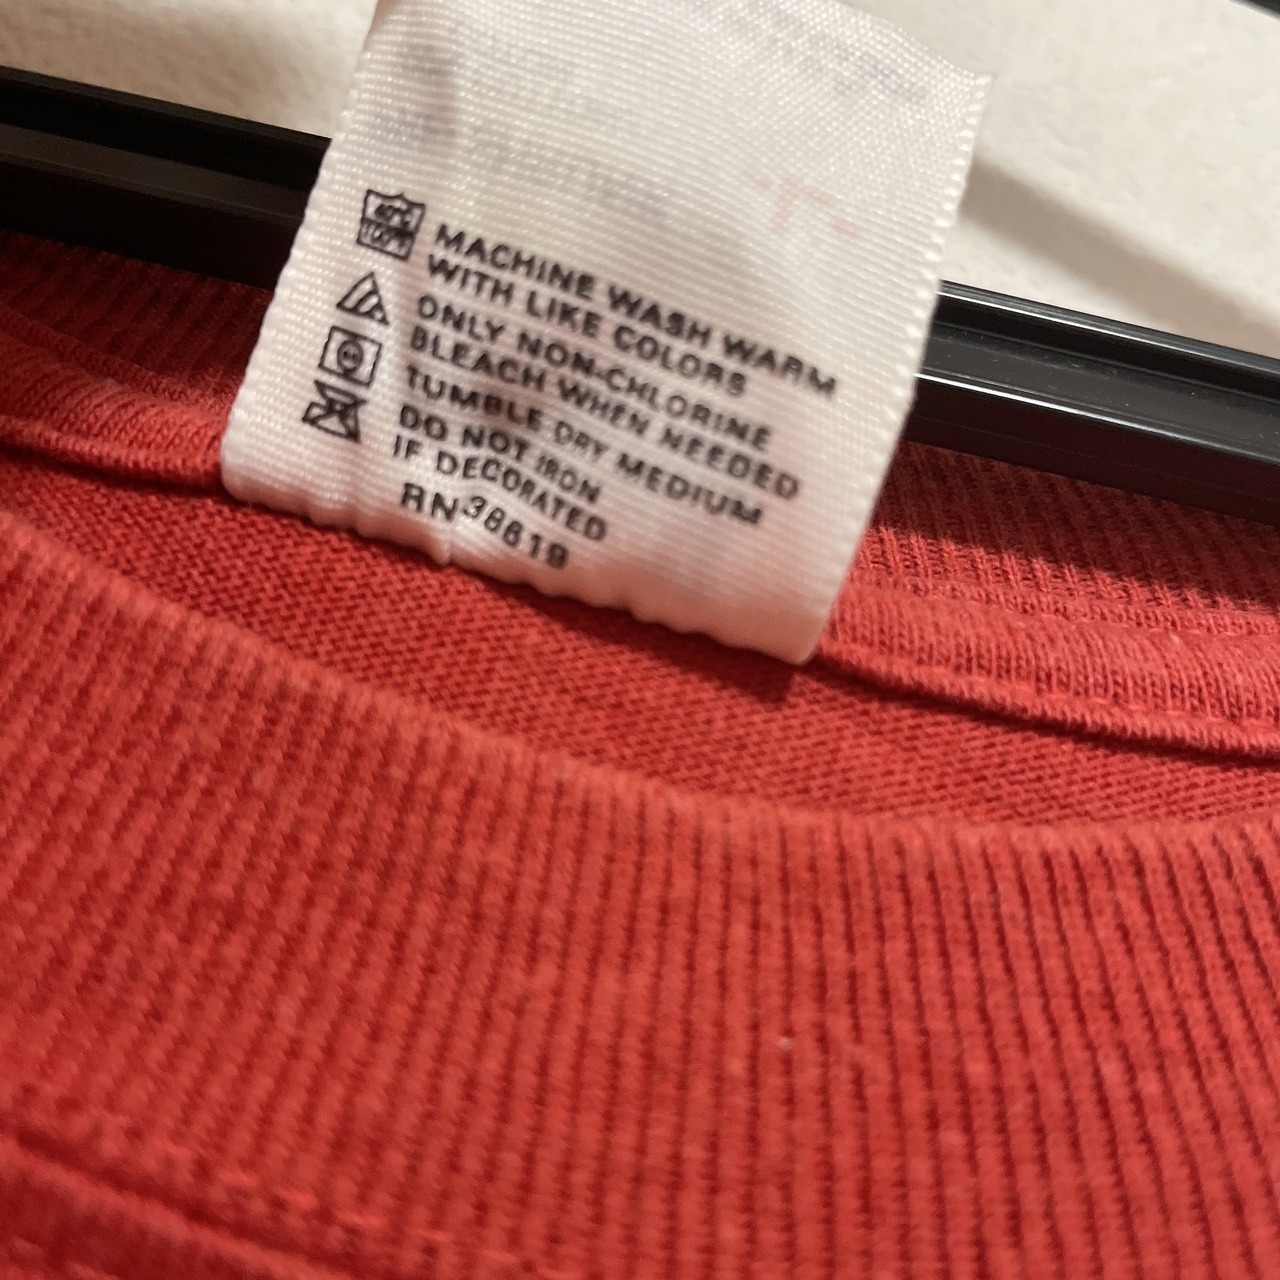 MACHINE WASH WARM
WITH LIKE COLORS
ONLY NON-CHLORINE
BLEACH WHEN NEEDED
TUMBLE DRY MEDIUM
DO NOT IRON
IF DECORATED